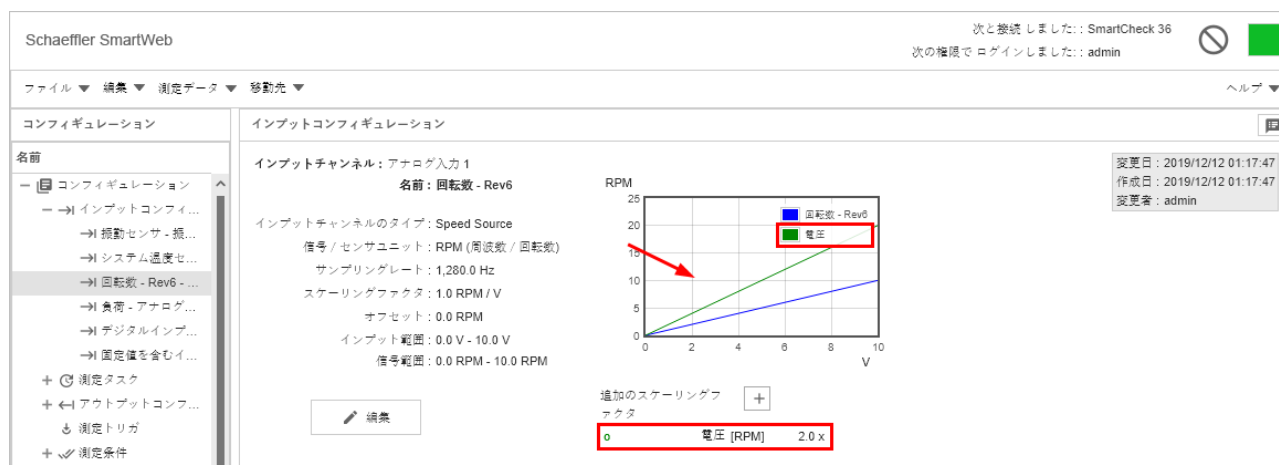 Schaeffler SmartWeb
次と接続 しました: : SmartCheck 36
次の権限で ログインしました: : admin
ファイル ▼ 編集 ▼ 測定データ ▼ 移動先 ▼ ヘルプ ▼
コンフィギュレーション
インプットコンフィギュレーション
名前
コンフィギュレーション
インプットコンフィ...
振動センサ - 振...
システム温度セ...
回転数 - Rev6 - ...
負荷 - アナログ...
デジタルインプ...
固定値を含むイ...
測定タスク
アウトプットコンフ...
測定トリガ
測定条件
インプットチャンネル : アナログ入力 1
名前 : 回転数 - Rev6
インプットチャンネルのタイプ : Speed Source
信号 / センサユニット : RPM (周波数 / 回転数)
サンプリングレート : 1,280.0 Hz
スケーリングファクタ : 1.0 RPM / V
オフセット : 0.0 RPM
インプット範囲 : 0.0 V - 10.0 V
信号範囲 : 0.0 RPM - 10.0 RPM
編集
RPM
25
20
15
10
5
0
0 2 4 6 8 10
V
回転数 - Rev6
電圧
追加のスケーリングフ
ァクタ
+
o 電圧 [RPM] 2.0 x
変更日 : 2019/12/12 01:17:47
作成日 : 2019/12/12 01:17:47
変更者 : admin